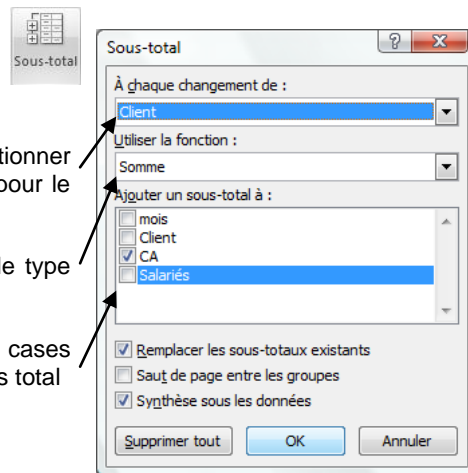 Sous-total
Sous-total
À chaque changement de :
Client
Utiliser la fonction :
Somme
Ajouter un sous-total à :
mois
Client
CA
Salariés
Remplacer les sous-totaux existants
Saut de page entre les groupes
Synthèse sous les données
Supprimer tout
OK
Annuler
tionner
pour le
le type
cases
s total